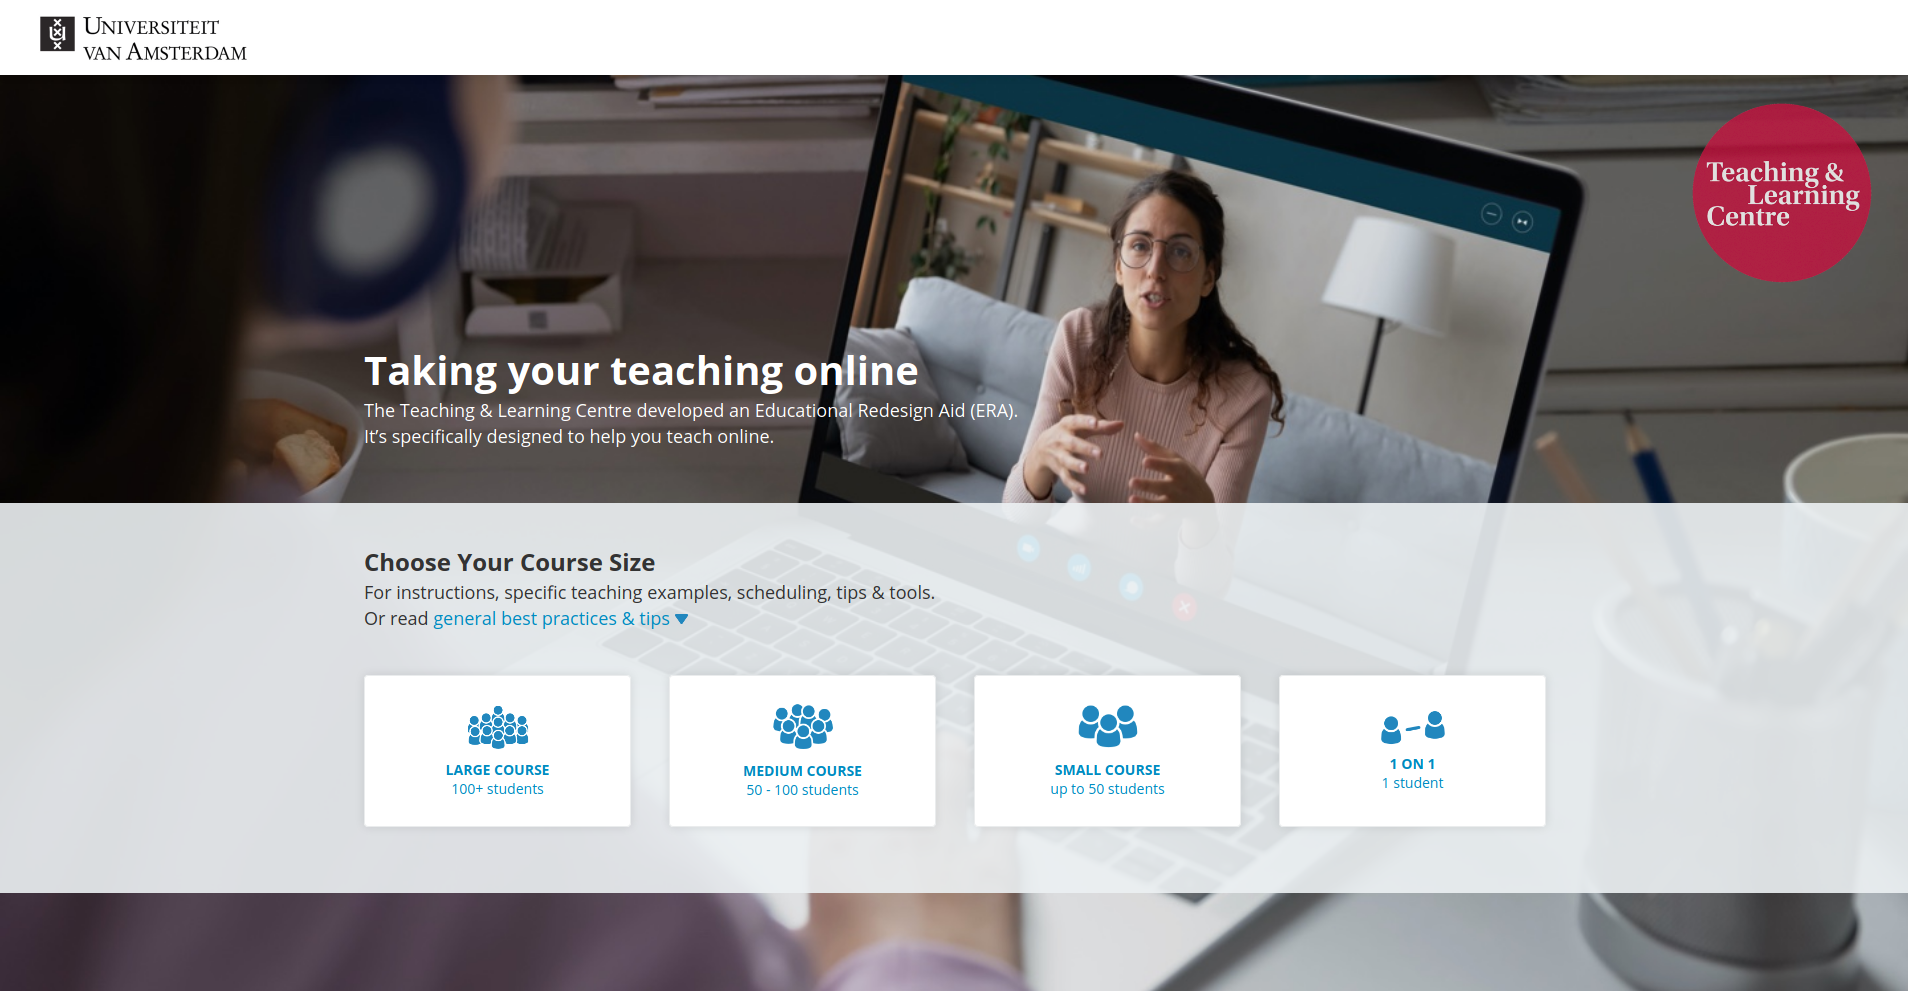 UNIVERSITEIT
VAN AMSTERDAM
Teaching &
Learning
Centre
Taking your teaching online
The Teaching & Learning Centre developed an Educational Redesign Aid (ERA).
It’s specifically designed to help you teach online.
Choose Your Course Size
For instructions, specific teaching examples, scheduling, tips & tools.
Or read general best practices & tips
LARGE COURSE
100+ students
MEDIUM COURSE
50 - 100 students
SMALL COURSE
up to 50 students
1 ON 1
1 student